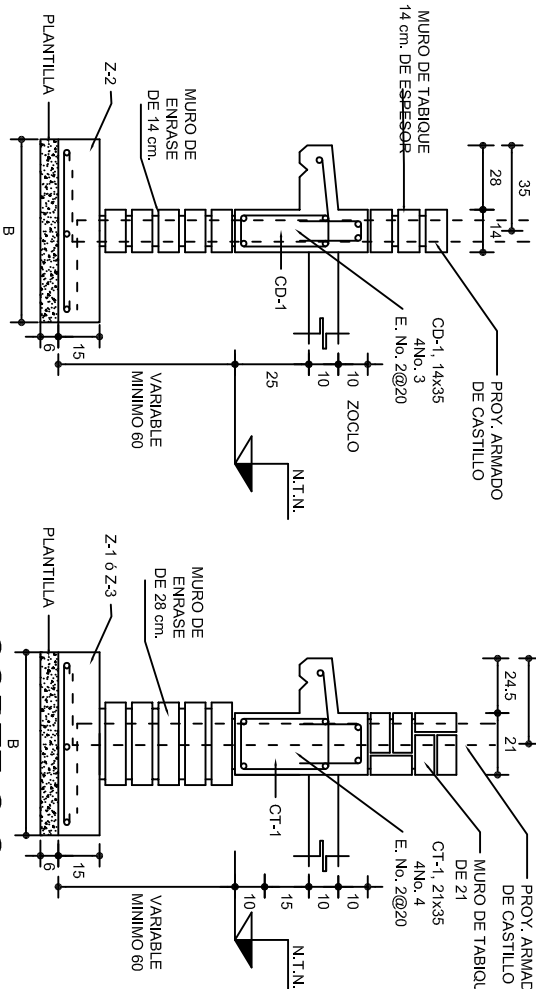 35
28
14
MURO DE TABIQUE
14 cm. DE ESPESOR
PROY. ARMADO
DE CASTILLO
CD-1, 14x35
4No. 3
E. No. 2@20
CD-1
MURO DE
ENRASE
DE 14 cm.
Z-2
PLANTILLA
B
6
15
VARIABLE
MINIMO 60
25
10
10
ZOCLO
N.T.N.
24.5
21
PROY. ARMAD
DE CASTILLO
MURO DE TABIQU
DE 21
CT-1, 21x35
4No. 4
E. No. 2@20
CT-1
MURO DE
ENRASE
DE 28 cm.
Z-1 ó Z-3
PLANTILLA
B
6
15
VARIABLE
MINIMO 60
10
15
10
10
N.T.N.